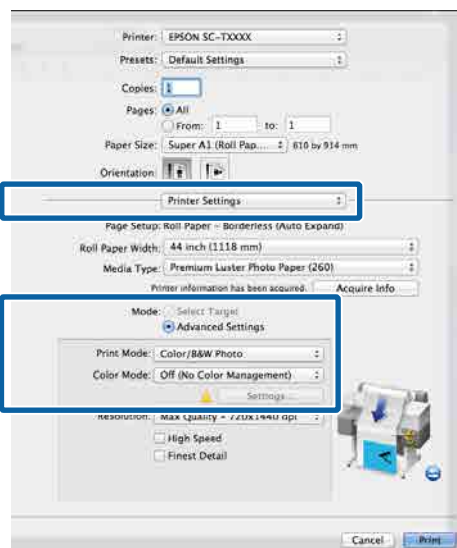 Printer: EPSON SC-TXXXX
Presets: Default Settings
Copies: 1
Pages: All
From: 1 to: 1
Paper Size: Super A1 (Roll Pap... 610 by 914 mm
Orientation:
Printer Settings
Page Setup: Roll Paper - Borderless (Auto Expand)
Roll Paper Width: 44 inch (1118 mm)
Media Type: Premium Luster Photo Paper (260)
Printer information has been acquired. Acquire Info
Mode: Select Target
Advanced Settings
Print Mode: Color/B&W Photo
Color Mode: Off (No Color Management)
Settings...
Resolution: Max Quality - 720x1440 dpi
High Speed
Finest Detail
Cancel Print